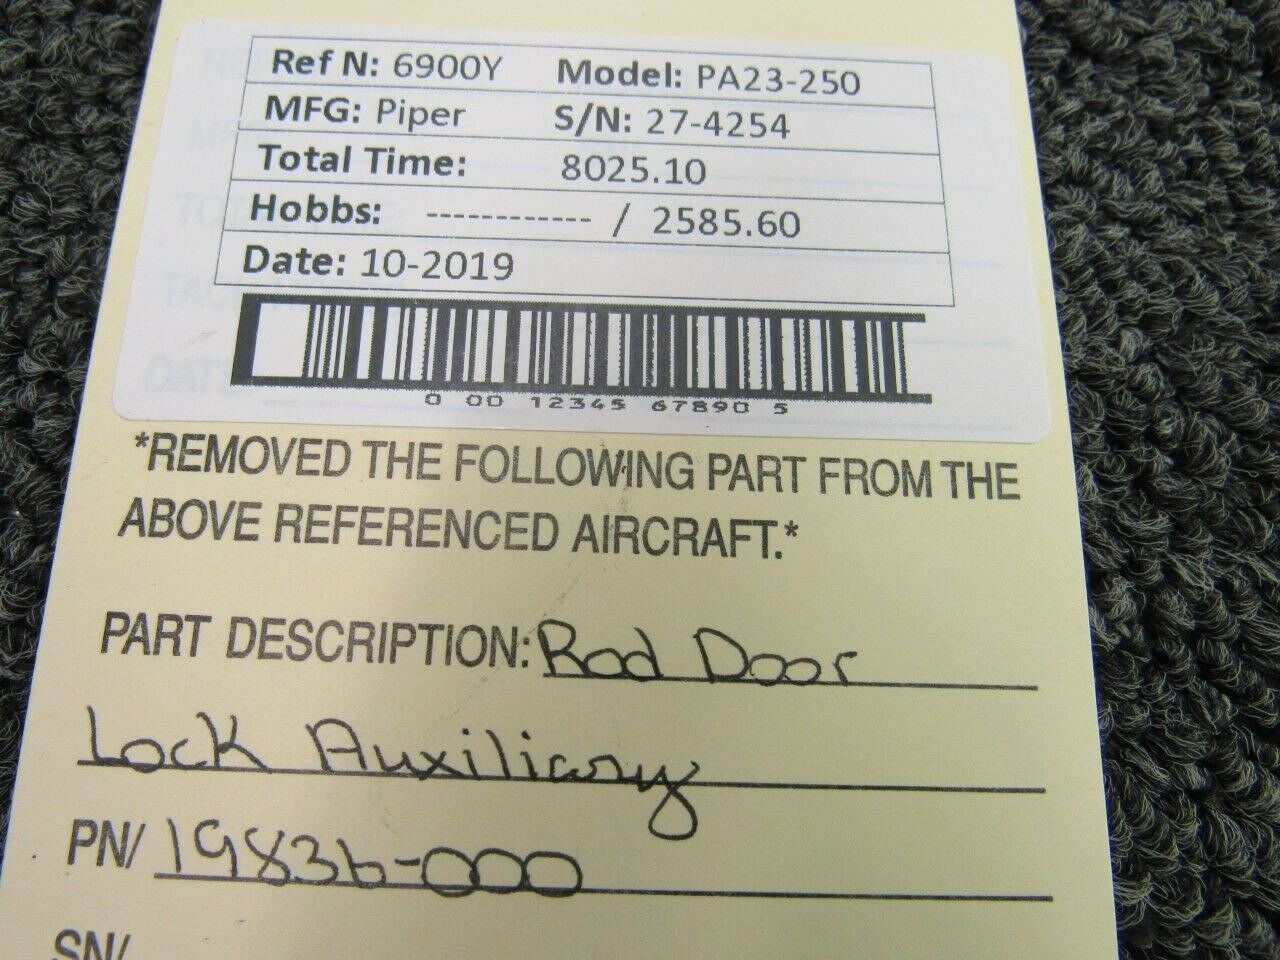 Ref N: 6900Y Model: PA23-250
MFG: Piper S/N: 27-4254
Total Time: 8025.10
Hobbs: ------------ / 2585.60
Date: 10-2019
0 00 12345 67890 5
*REMOVED THE FOLLOWING PART FROM THE
ABOVE REFERENCED AIRCRAFT.*
PART DESCRIPTION: Rod Door
Lock Auxilicary
PN/ 19836-000
SN/